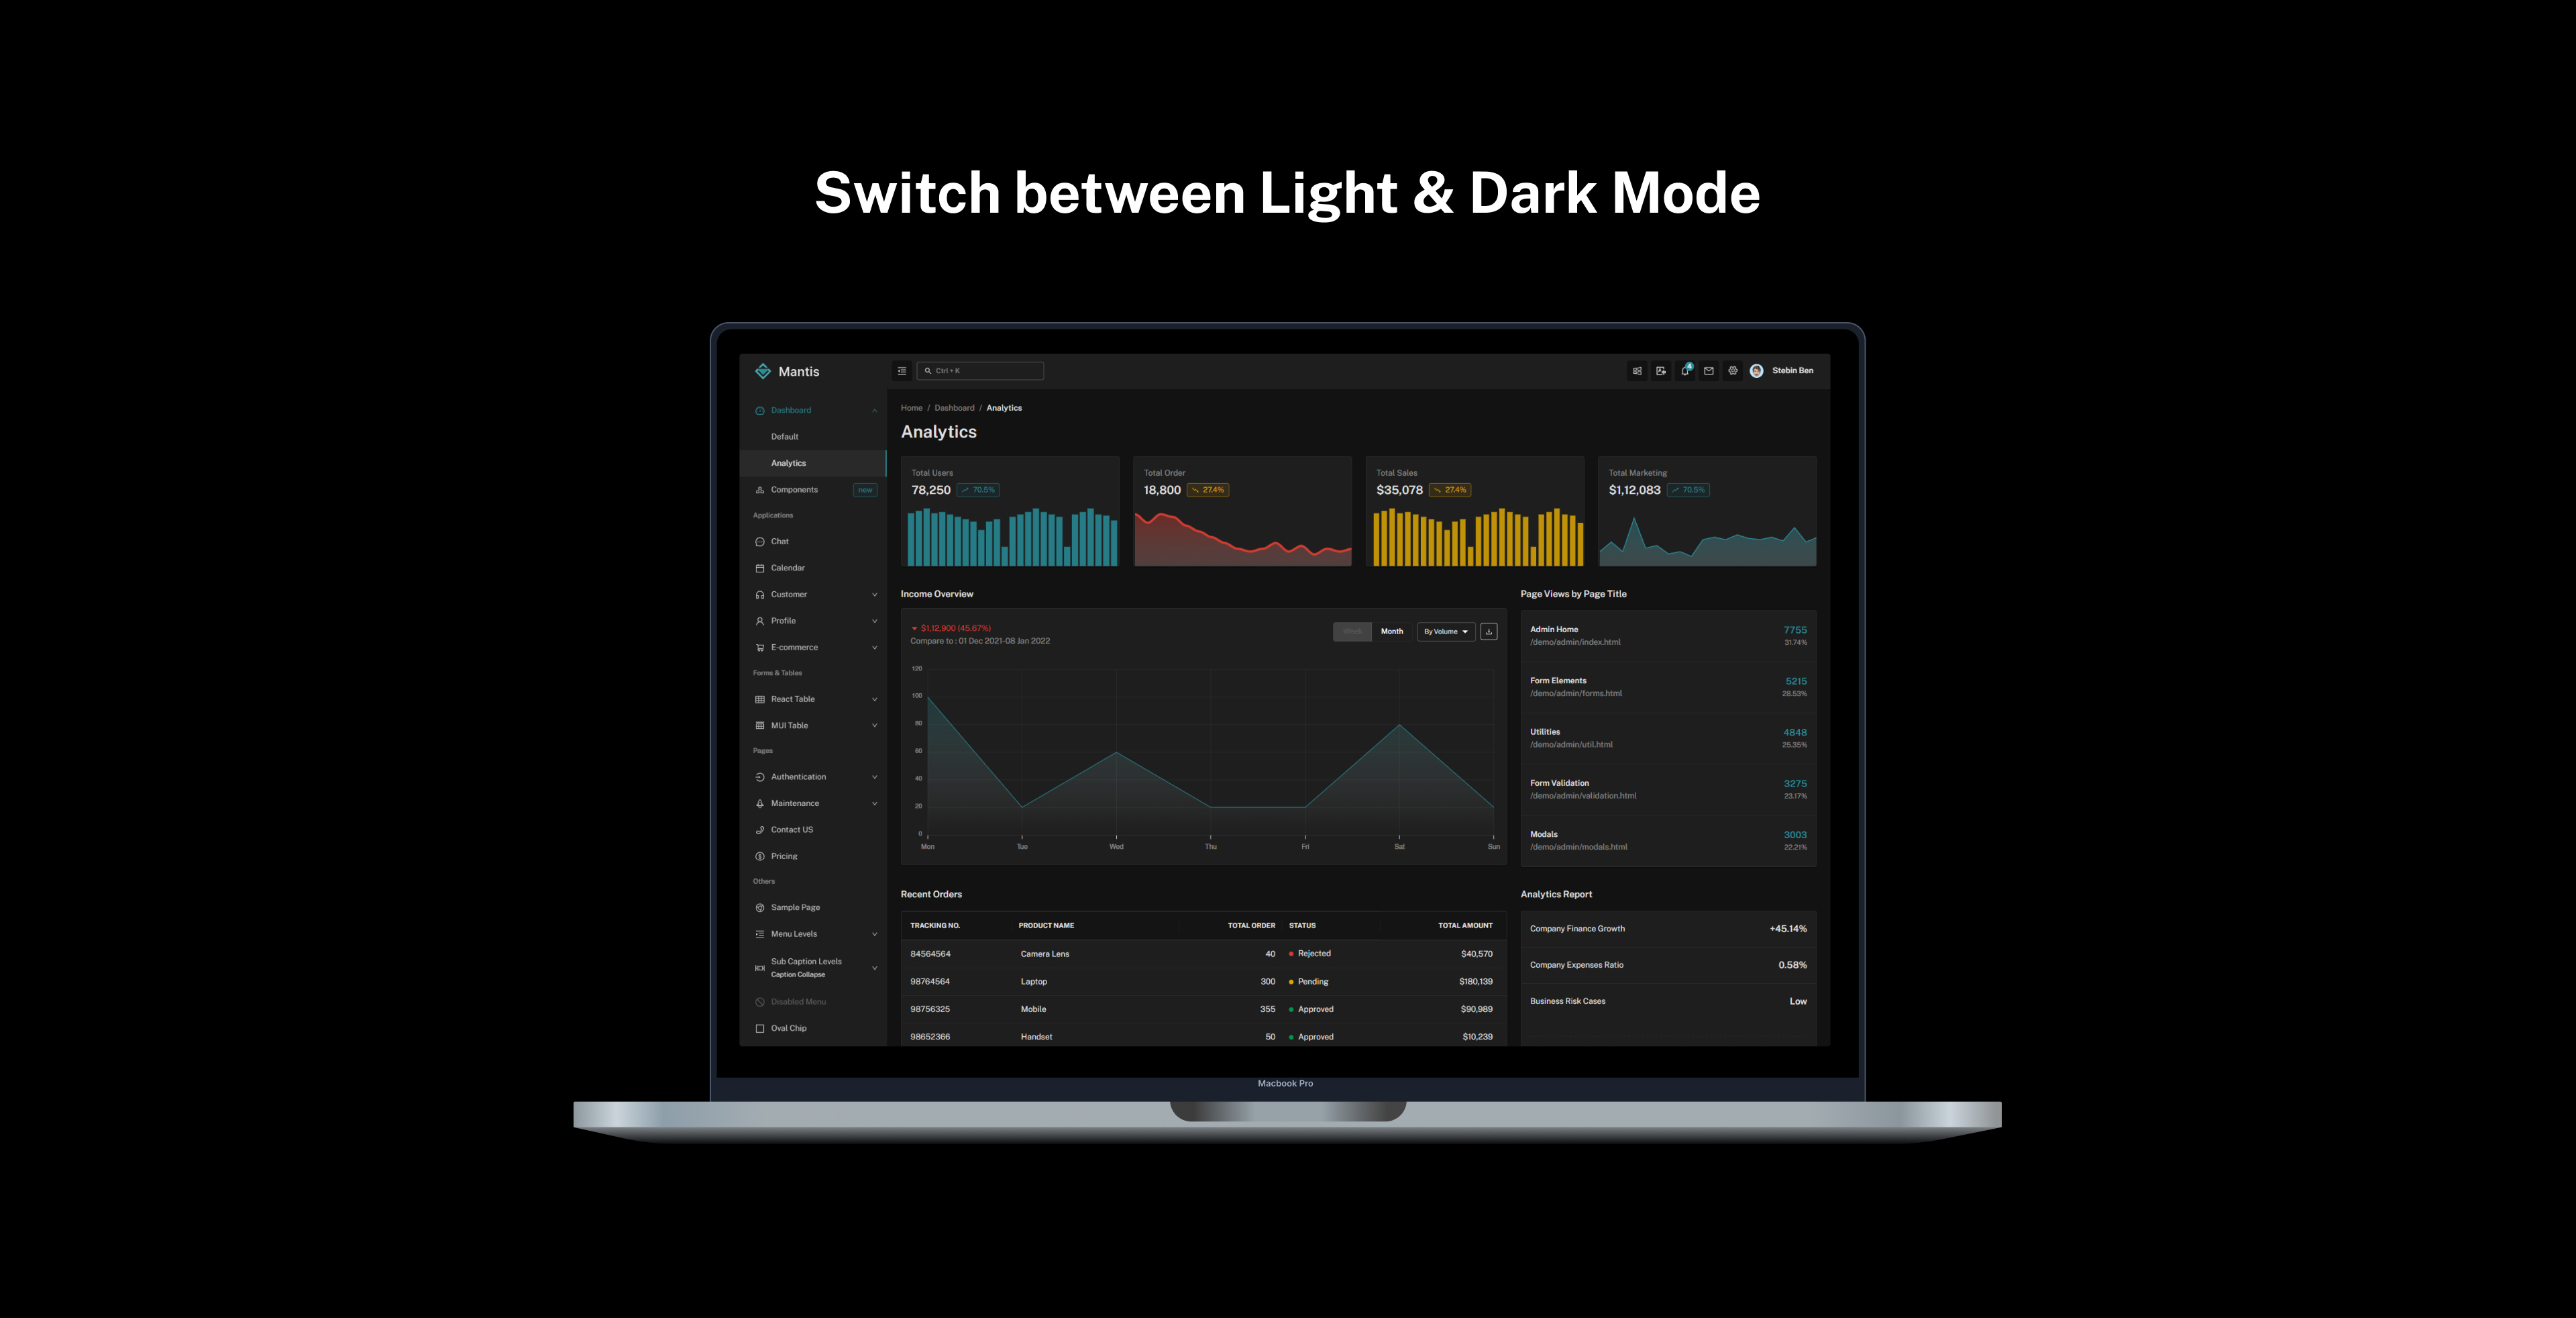 Switch between Light & Dark Mode
Mantis
Ctrl + K
4
Stebin Ben
Dashboard
Default
Analytics
Components new
Applications
Chat
Calendar
Customer
Profile
E-commerce
Forms & Tables
React Table
MUI Table
Pages
Authentication
Maintenance
Contact US
Pricing
Others
Sample Page
Menu Levels
Sub Caption Levels
Caption Collapse
Disabled Menu
Oval Chip
Home / Dashboard / Analytics
Analytics
Total Users
78,250 70.5%
Total Order
18,800 27.4%
Total Sales
$35,078 27.4%
Total Marketing
$1,12,083 70.5%
Income Overview
$1,12,900 (45.67%)
Compare to : 01 Dec 2021-08 Jan 2022
Month By Volume
120
100
80
60
40
20
0
Mon Tue Wed Thu Fri Sat Sun
Page Views by Page Title
Admin Home 7755
/demo/admin/index.html 31.74%
Form Elements 5215
/demo/admin/forms.html 28.53%
Utilities 4848
/demo/admin/util.html 25.35%
Form Validation 3275
/demo/admin/validation.html 23.17%
Modals 3003
/demo/admin/modals.html 22.21%
Recent Orders
TRACKING NO. PRODUCT NAME TOTAL ORDER STATUS TOTAL AMOUNT
84564564 Camera Lens 40 Rejected $40,570
98764564 Laptop 300 Pending $180,139
98756325 Mobile 355 Approved $90,989
98652366 Handset 50 Approved $10,239
Analytics Report
Company Finance Growth +45.14%
Company Expenses Ratio 0.58%
Business Risk Cases Low
Macbook Pro